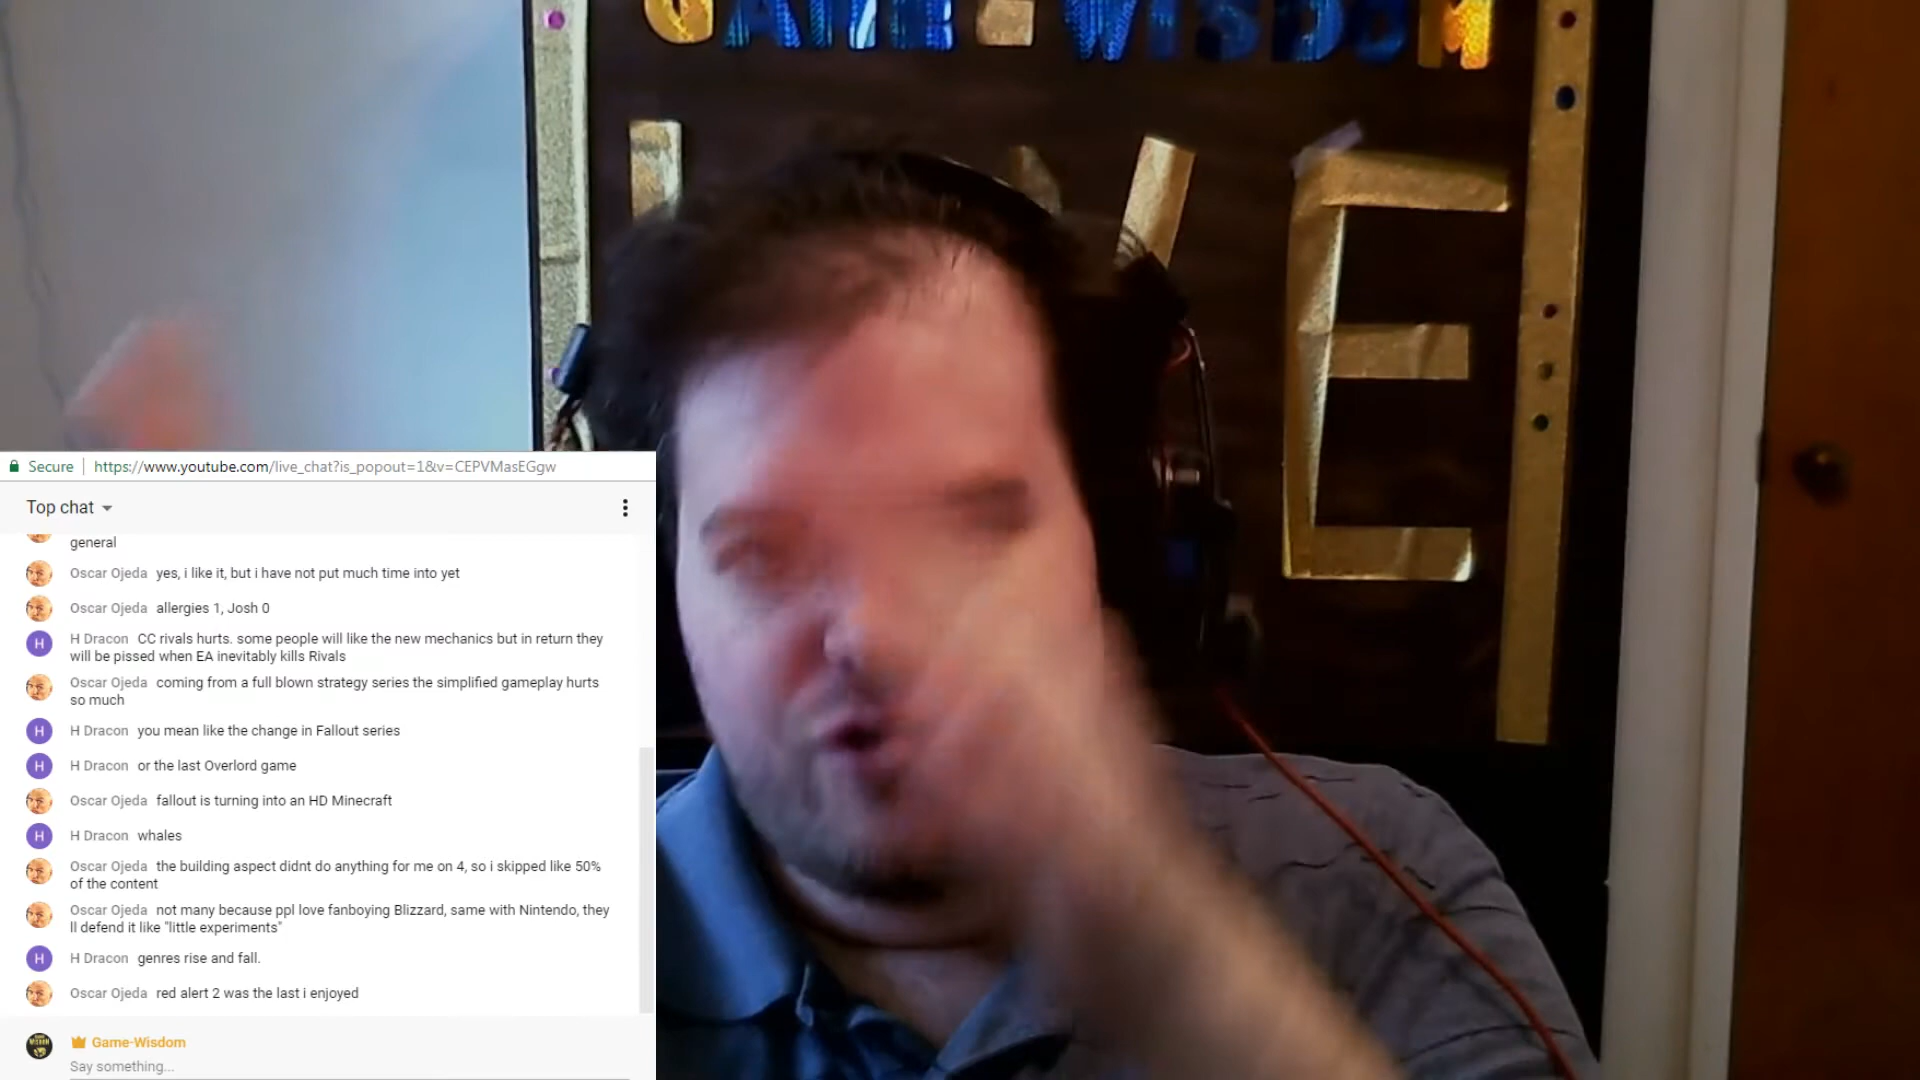 GAME-WISDOM
LIVE
Secure https://www.youtube.com/live_chat?is_popout=1&v=CEPVMasEGgw
Top chat
general
Oscar Ojeda yes, i like it, but i have not put much time into yet
Oscar Ojeda allergies 1, Josh 0
H Dracon CC rivals hurts. some people will like the new mechanics but in return they
will be pissed when EA inevitably kills Rivals
Oscar Ojeda coming from a full blown strategy series the simplified gameplay hurts
so much
H H Dracon you mean like the change in Fallout series
H H Dracon or the last Overlord game
Oscar Ojeda fallout is turning into an HD Minecraft
H H Dracon whales
Oscar Ojeda the building aspect didnt do anything for me on 4, so i skipped like 50%
of the content
Oscar Ojeda not many because ppl love fanboying Blizzard, same with Nintendo, they
ll defend it like "little experiments"
H H Dracon genres rise and fall.
Oscar Ojeda red alert 2 was the last i enjoyed
Game-Wisdom
Say something...